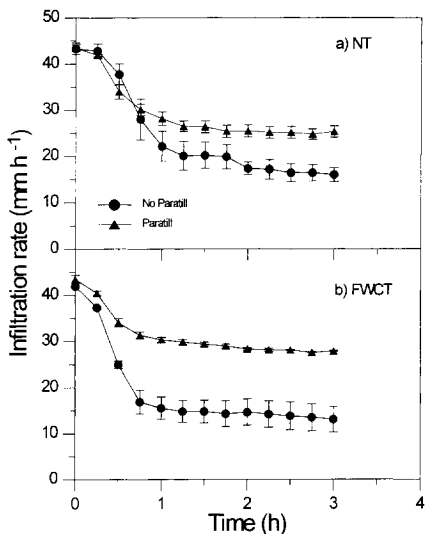 50
a) NT
40
30
20
No Paratill
10
Paratill
0
Infiltration rate (mm h⁻¹)
b) FWCT
40
30
20
10
0
0 1 2 3 4
Time (h)